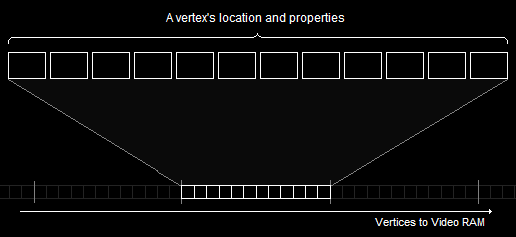 A vertex's location and properties
Vertices to Video RAM